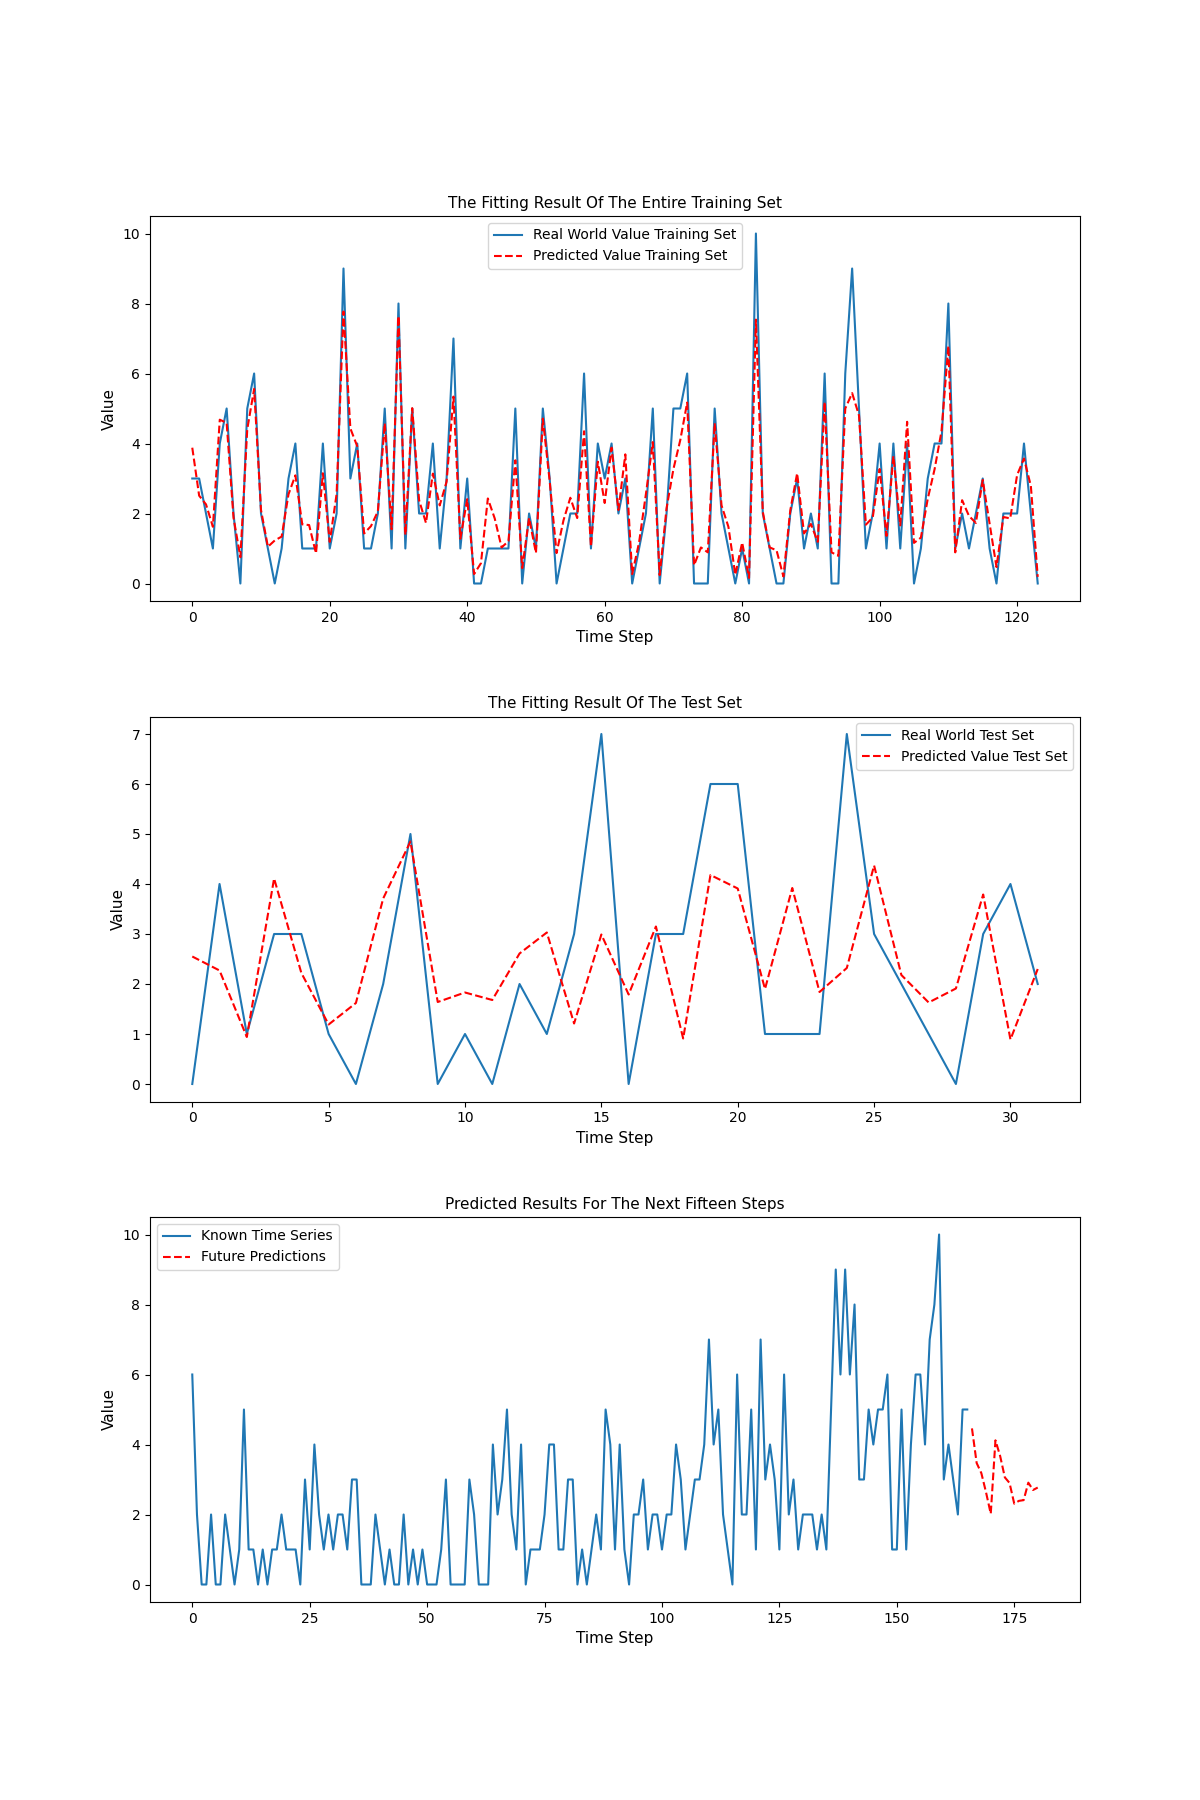 The Fitting Result Of The Entire Training Set
Real World Value Training Set
Predicted Value Training Set
Value
10
8
6
4
2
0
0 20 40 60 80 100 120
Time Step
The Fitting Result Of The Test Set
Real World Test Set
Predicted Value Test Set
Value
7
6
5
4
3
2
1
0
0 5 10 15 20 25 30
Time Step
Predicted Results For The Next Fifteen Steps
Known Time Series
Future Predictions
Value
10
8
6
4
2
0
0 25 50 75 100 125 150 175
Time Step